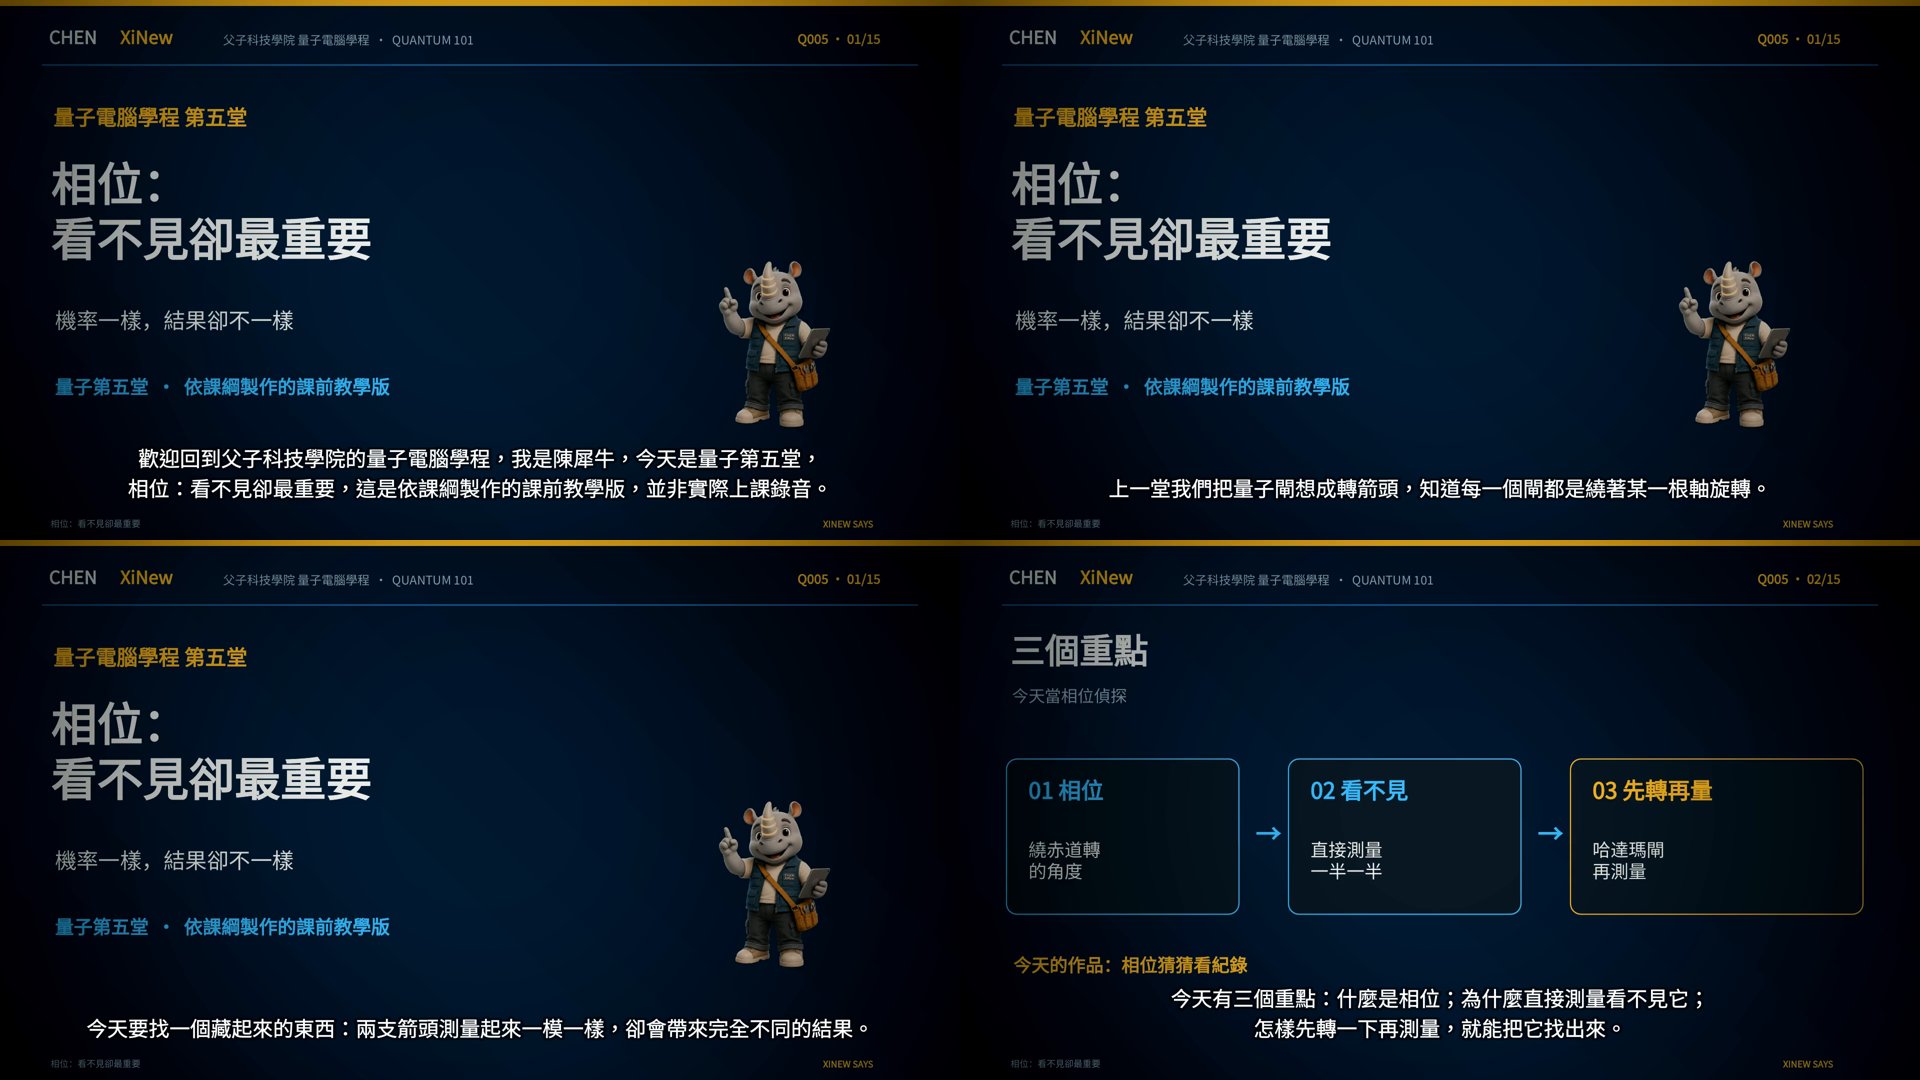 CHEN XiNew 父子科技學院 量子電腦學程 · QUANTUM 101 Q005 · 01/15
量子電腦學程 第五堂
相位：
看不見卻最重要
機率一樣，結果卻不一樣
量子第五堂 · 依課綱製作的課前教學版
歡迎回到父子科技學院的量子電腦學程，我是陳犀牛，今天是量子第五堂，
相位：看不見卻最重要，這是依課綱製作的課前教學版，並非實際上課錄音。
相位：看不見卻最重要 XINEW SAYS
CHEN XiNew 父子科技學院 量子電腦學程 · QUANTUM 101 Q005 · 01/15
量子電腦學程 第五堂
相位：
看不見卻最重要
機率一樣，結果卻不一樣
量子第五堂 · 依課綱製作的課前教學版
上一堂我們把量子閘想成轉箭頭，知道每一個閘都是繞著某一根軸旋轉。
相位：看不見卻最重要 XINEW SAYS
CHEN XiNew 父子科技學院 量子電腦學程 · QUANTUM 101 Q005 · 01/15
量子電腦學程 第五堂
相位：
看不見卻最重要
機率一樣，結果卻不一樣
量子第五堂 · 依課綱製作的課前教學版
今天要找一個藏起來的東西：兩支箭頭測量起來一模一樣，卻會帶來完全不同的結果。
相位：看不見卻最重要 XINEW SAYS
CHEN XiNew 父子科技學院 量子電腦學程 · QUANTUM 101 Q005 · 02/15
三個重點
今天當相位偵探
01 相位
繞赤道轉
的角度
→
02 看不見
直接測量
一半一半
→
03 先轉再量
哈達瑪閘
再測量
今天的作品：相位猜猜看紀錄
今天有三個重點：什麼是相位；為什麼直接測量看不見它；
怎樣先轉一下再測量，就能把它找出來。
相位：看不見卻最重要 XINEW SAYS